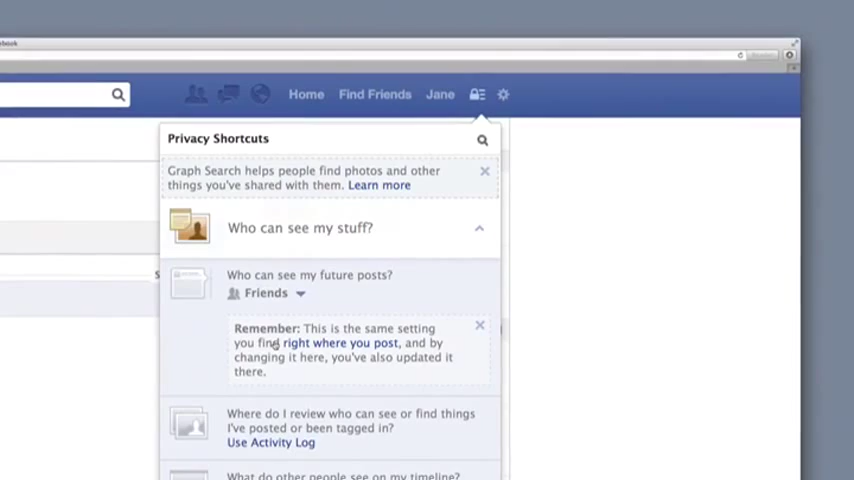 ebook
Home Find Friends Jane
Privacy Shortcuts
Graph Search helps people find photos and other
things you've shared with them. Learn more
Who can see my stuff?
Who can see my future posts?
Friends
Remember: This is the same setting
you find right where you post, and by
changing it here, you've also updated it
there.
Where do I review who can see or find things
I've posted or been tagged in?
Use Activity Log
What do other people see on my timeline?